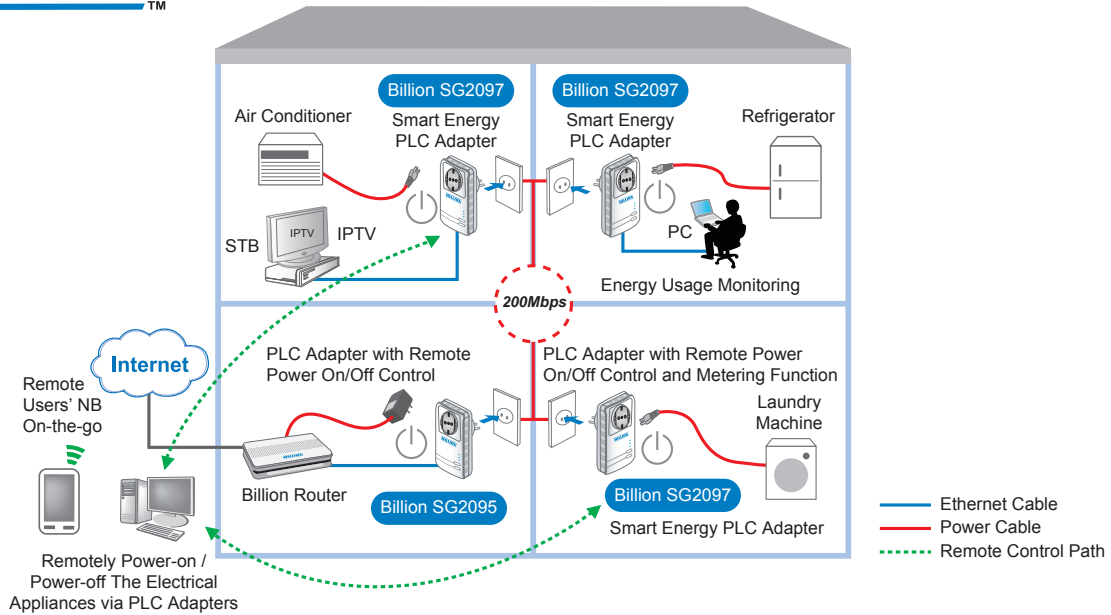 TM
Billion SG2097
Smart Energy
PLC Adapter
Air Conditioner
Billion SG2097
Smart Energy
PLC Adapter
Refrigerator
STB
IPTV
IPTV
PC
Energy Usage Monitoring
200Mbps
Internet
Remote
Users' NB
On-the-go
PLC Adapter with Remote
Power On/Off Control
PLC Adapter with Remote Power
On/Off Control and Metering Function
Laundry
Machine
Billion Router
Billion SG2095
Billion SG2097
Smart Energy PLC Adapter
Remotely Power-on /
Power-off The Electrical
Appliances via PLC Adapters
Ethernet Cable
Power Cable
Remote Control Path